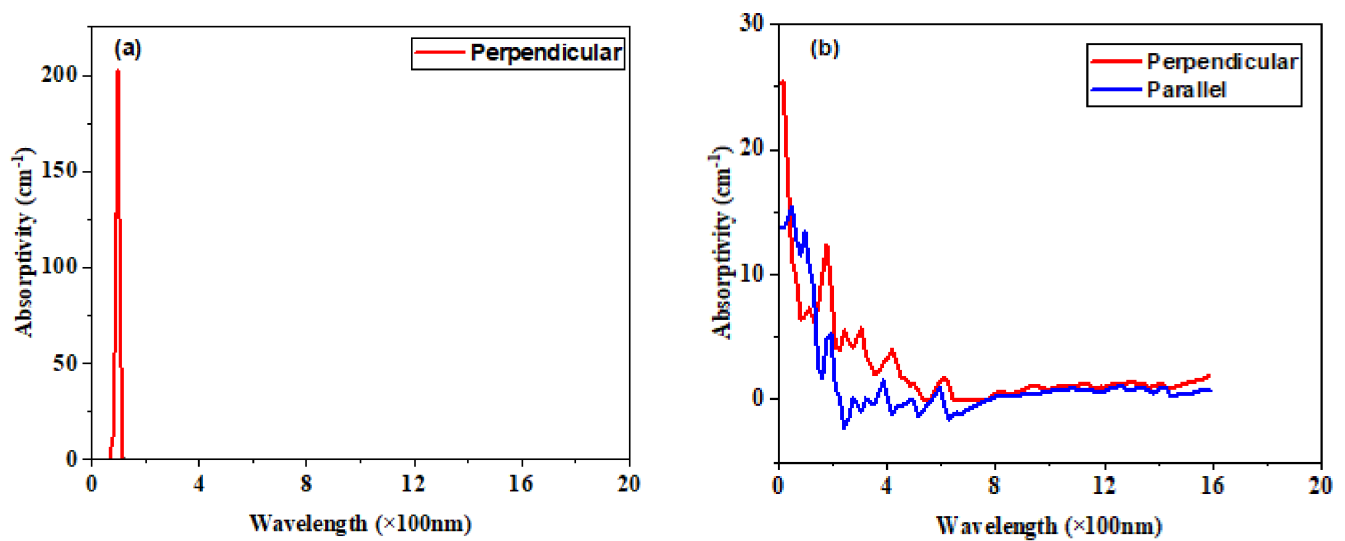 (a)
Perpendicular
200
150
100
50
0
0 4 8 12 16 20
Absorptivity (cm-1)
Wavelength (×100nm)
(b)
Perpendicular
Parallel
30
20
10
0
0 4 8 12 16 20
Absorptivity (cm-1)
Wavelength (×100nm)